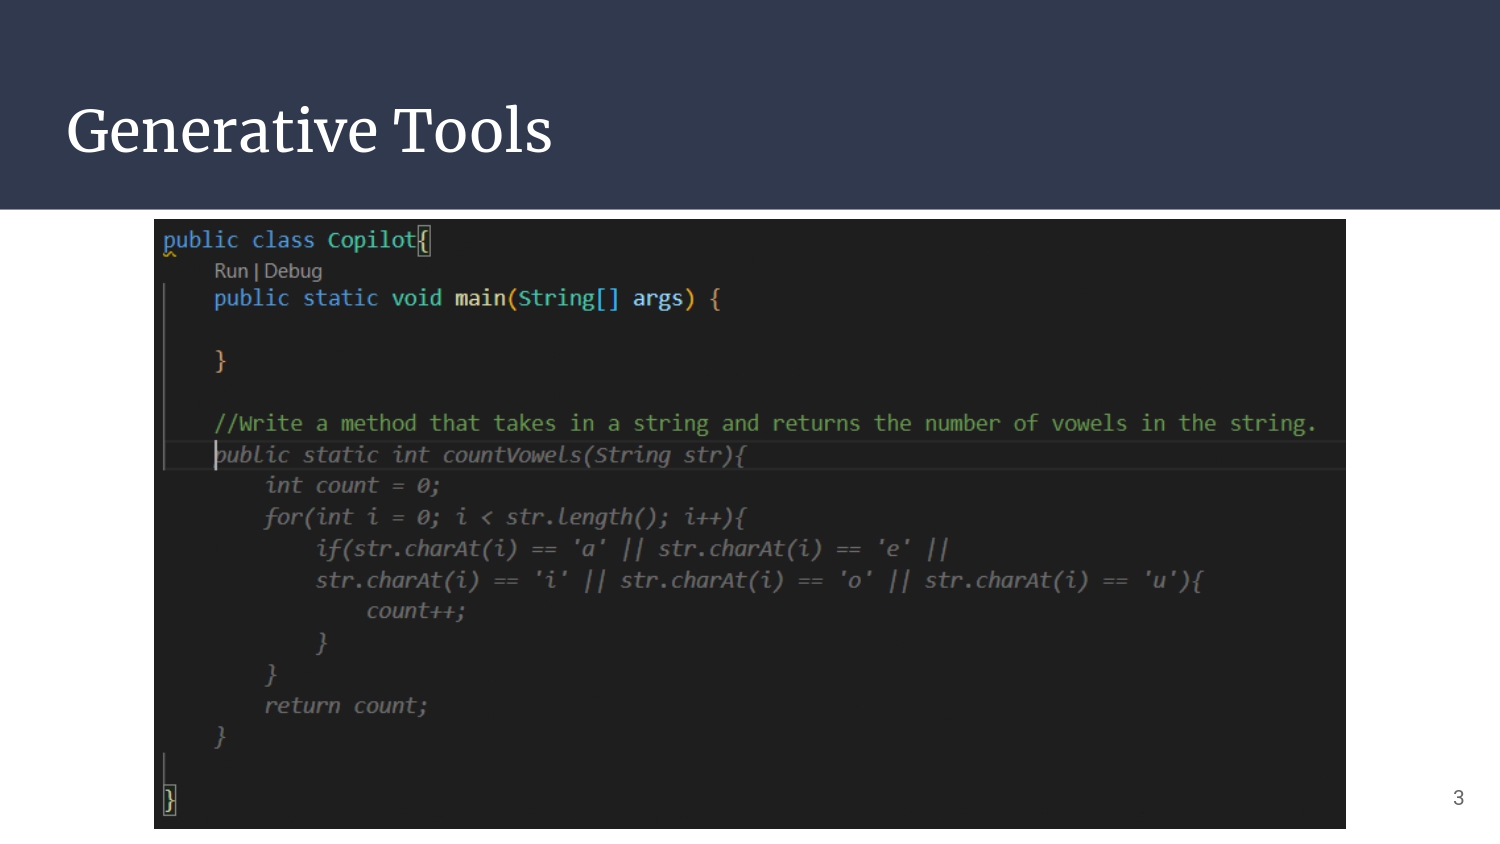 Generative Tools
public class Copilot{
Run | Debug
public static void main(String[] args) {
}
//Write a method that takes in a string and returns the number of vowels in the string.
public static int countVowels(String str){
int count = 0;
for(int i = 0; i < str.length(); i++){
if(str.charAt(i) == 'a' || str.charAt(i) == 'e' ||
str.charAt(i) == 'i' || str.charAt(i) == 'o' || str.charAt(i) == 'u'){
count++;
}
}
return count;
}
}
3